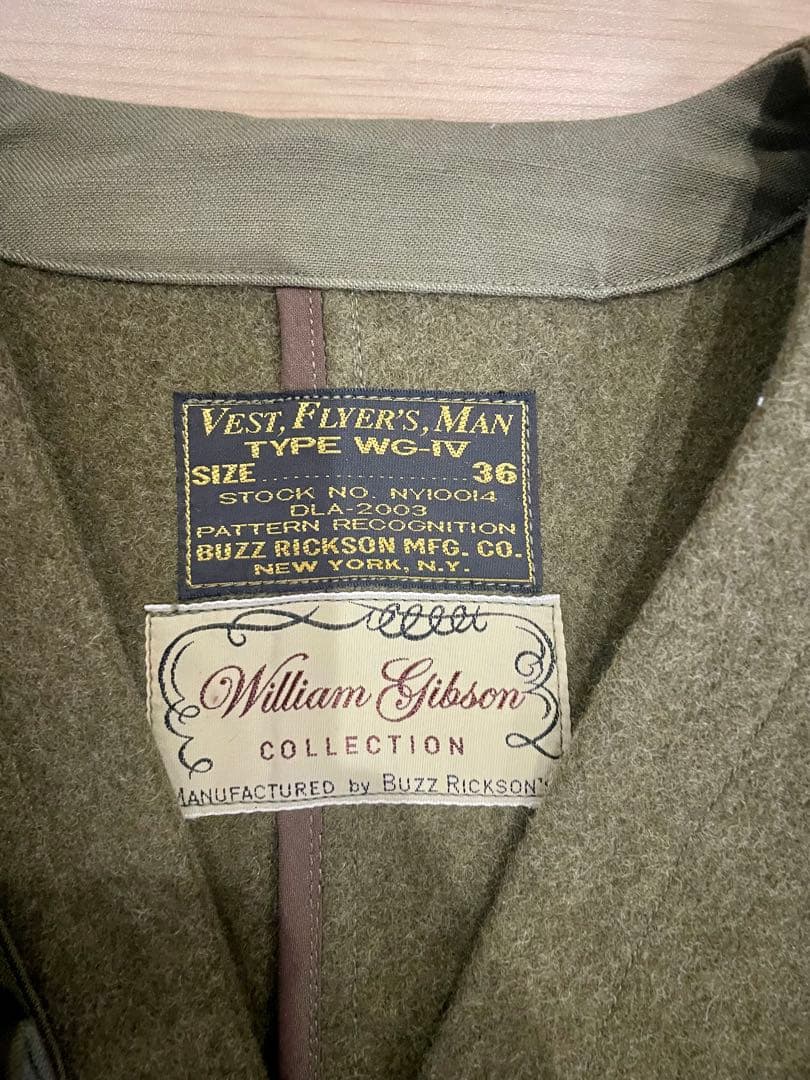 VEST, FLYER'S, MAN
TYPE WG-IV
SIZE .................. 36
STOCK NO. NY10014
DLA-2003
PATTERN RECOGNITION
BUZZ RICKSON MFG. CO.
NEW YORK, N.Y.
William Gibson
COLLECTION
MANUFACTURED by BUZZ RICKSON'S